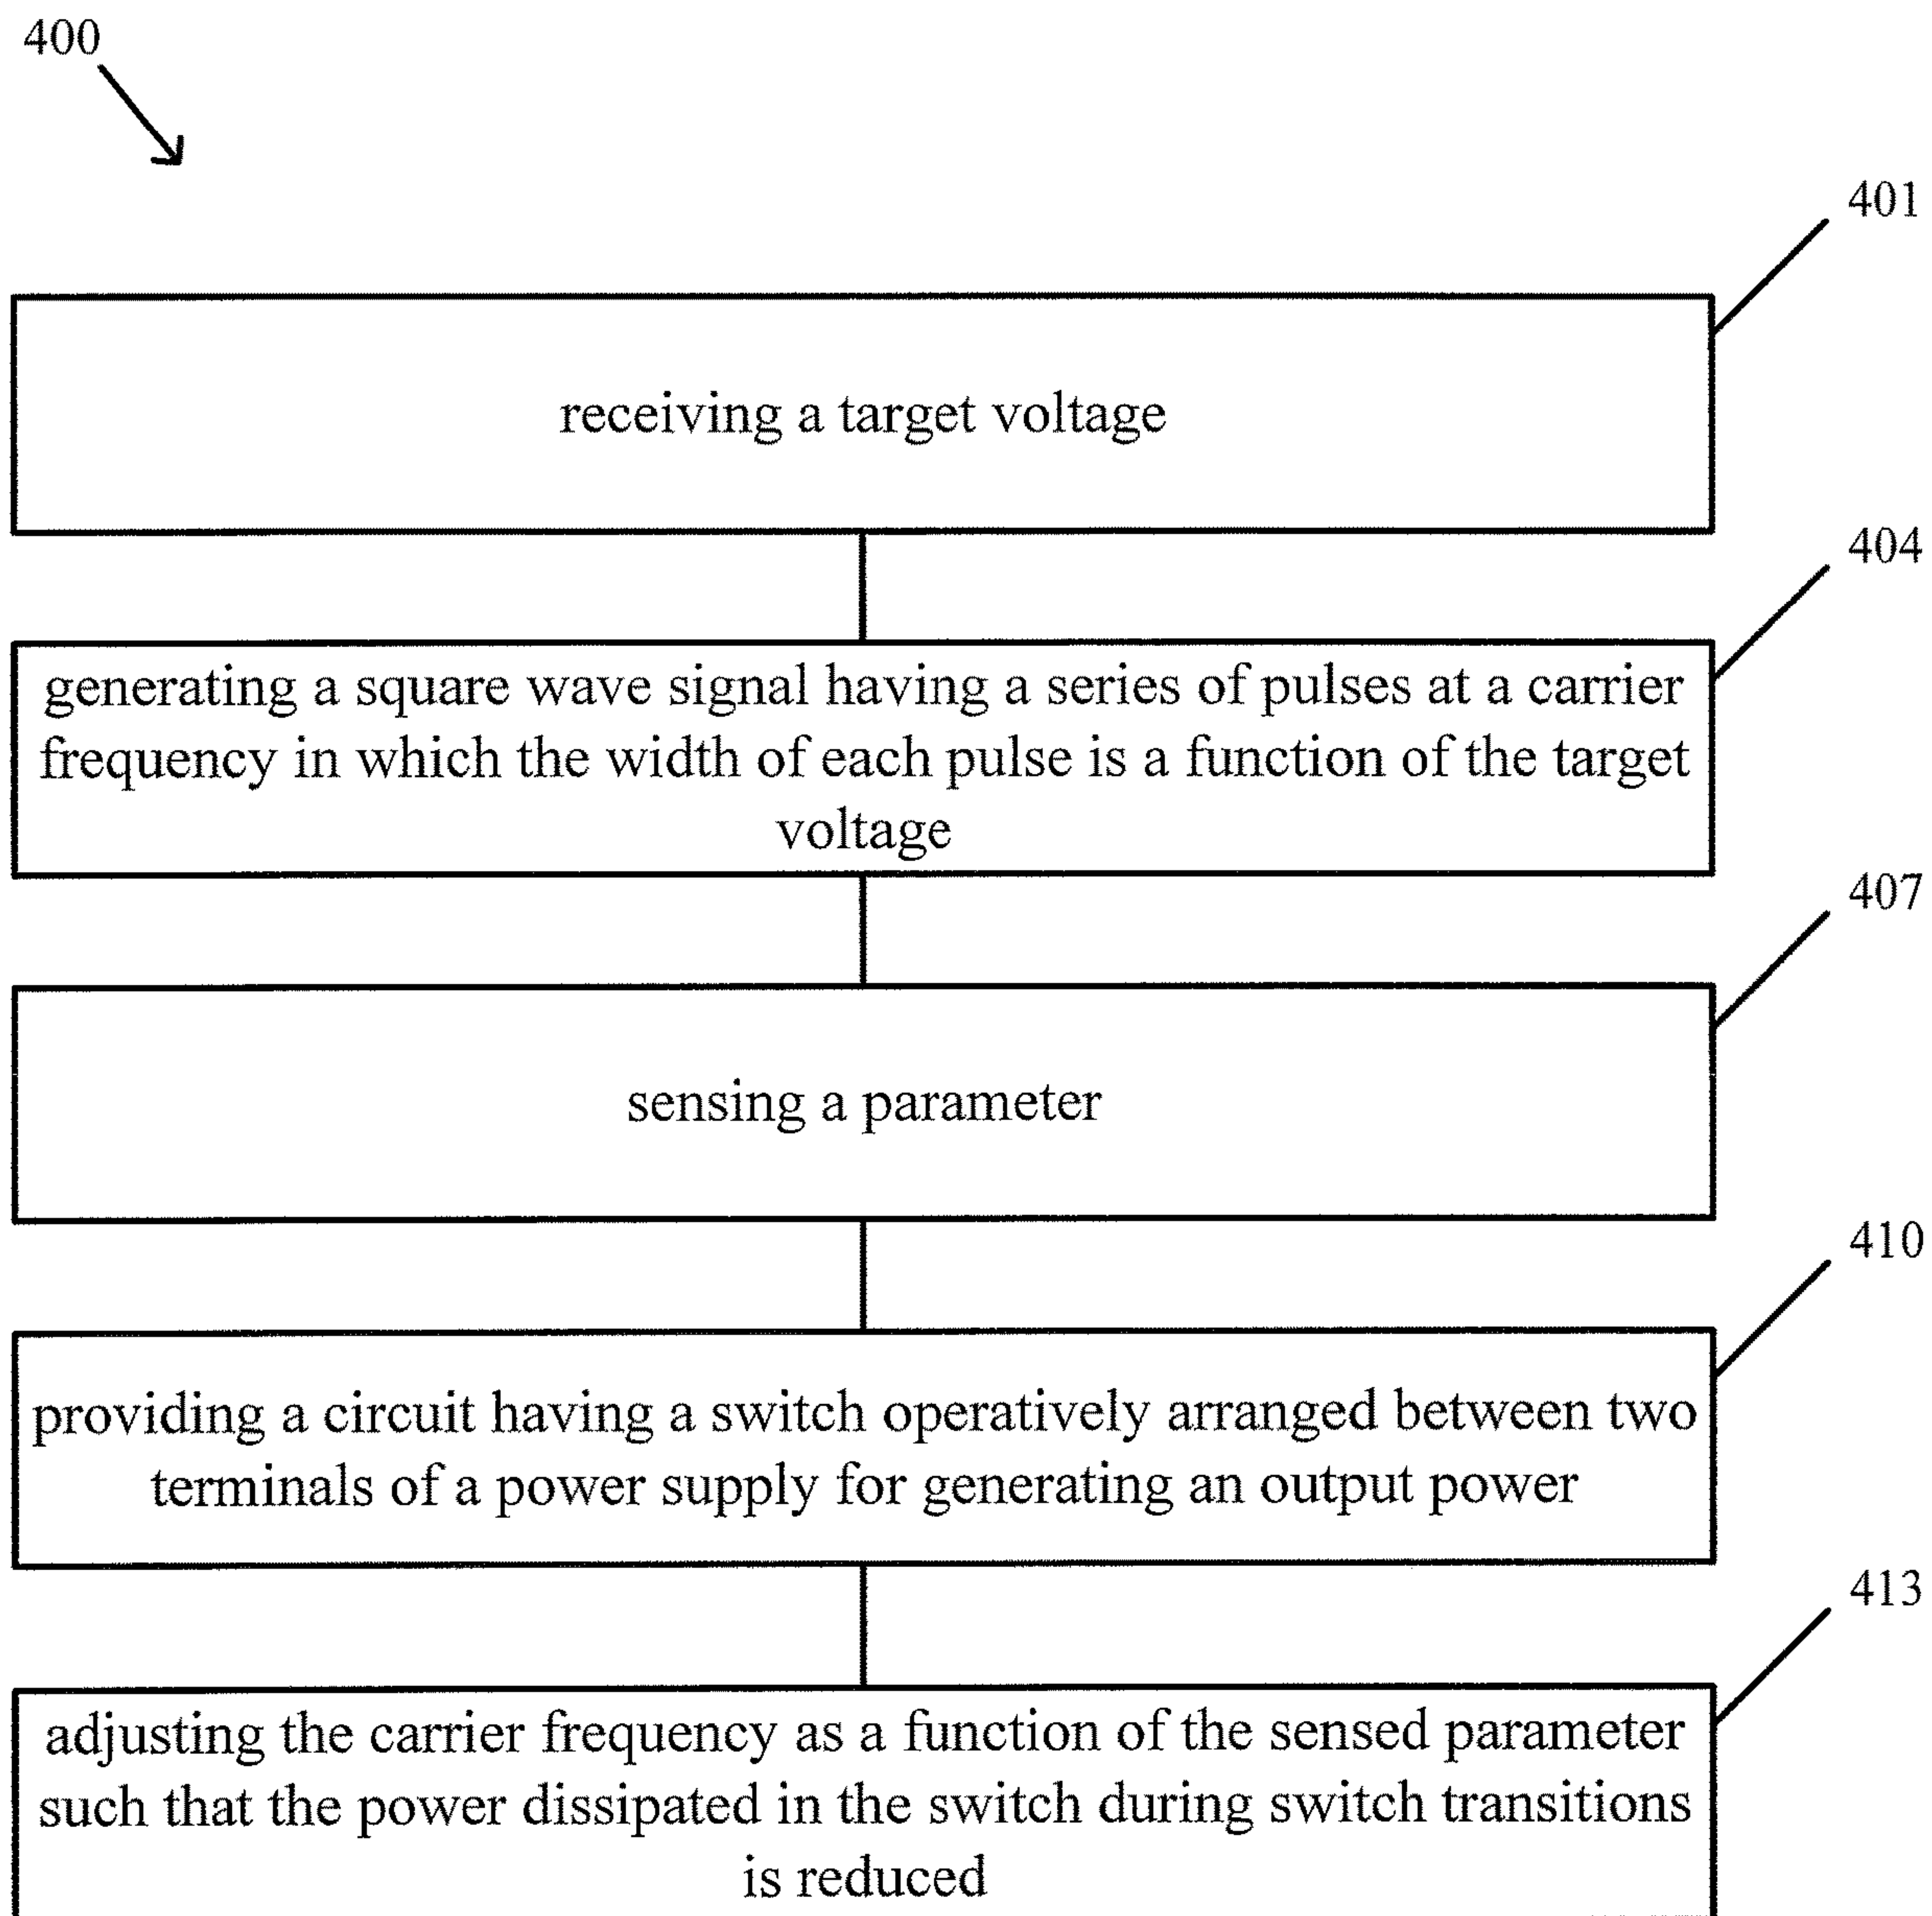 400
401
receiving a target voltage
404
generating a square wave signal having a series of pulses at a carrier
frequency in which the width of each pulse is a function of the target
voltage
407
sensing a parameter
410
providing a circuit having a switch operatively arranged between two
terminals of a power supply for generating an output power
413
adjusting the carrier frequency as a function of the sensed parameter
such that the power dissipated in the switch during switch transitions
is reduced